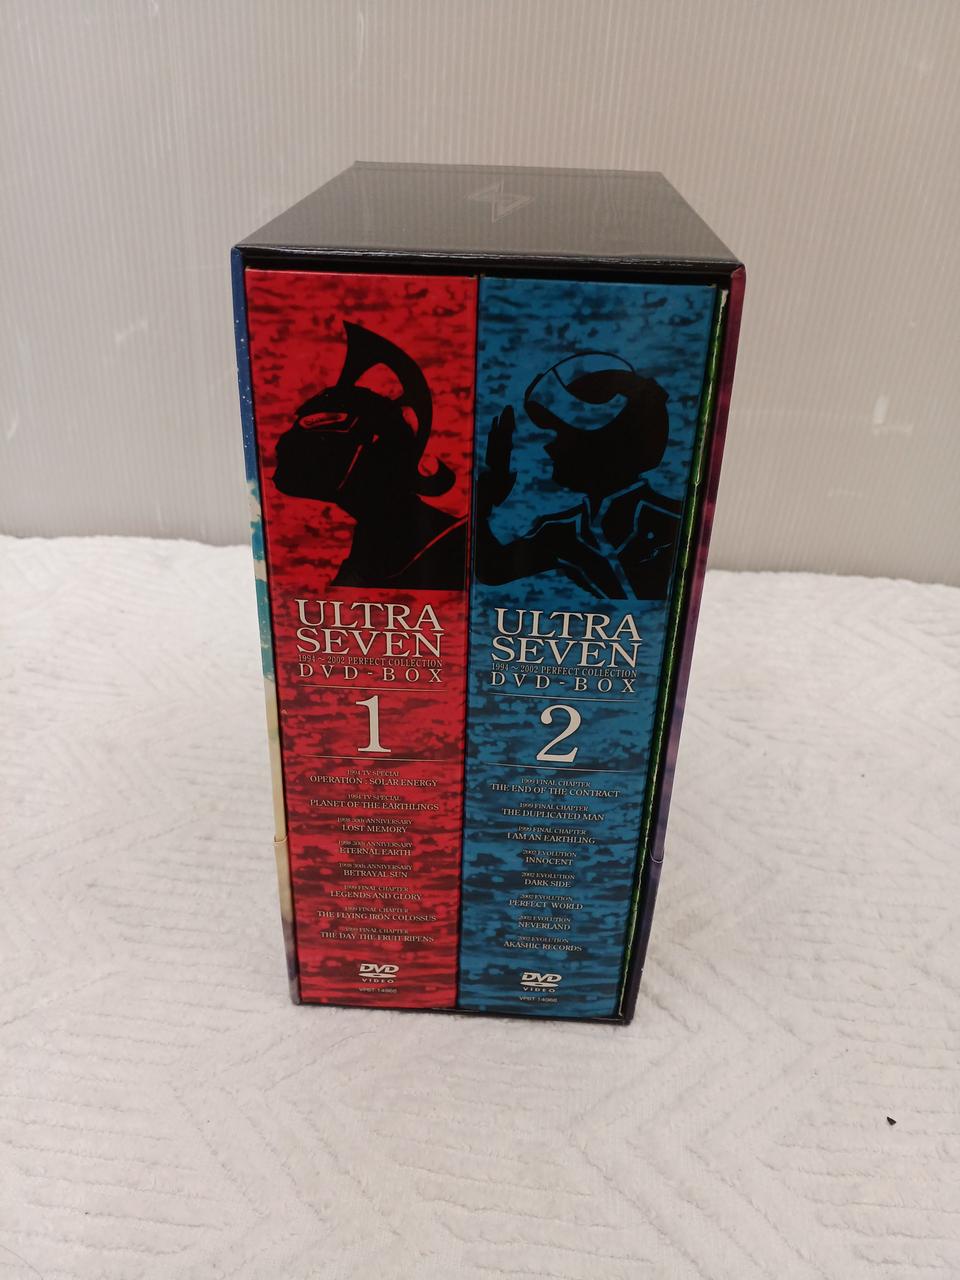 ULTRA
SEVEN
1994～2002 PERFECT COLLECTION
DVD-BOX
1
1994 TV SPECIAL
OPERATION : SOLAR ENERGY
1994 TV SPECIAL
PLANET OF THE EARTHLINGS
1998 30th ANNIVERSARY
LOST MEMORY
1998 30th ANNIVERSARY
ETERNAL EARTH
1998 30th ANNIVERSARY
BETRAYAL SUN
1999 FINAL CHAPTER
LEGENDS AND GLORY
1999 FINAL CHAPTER
THE FLYING IRON COLOSSUS
1999 FINAL CHAPTER
THE DAY THE FRUIT RIPENS
DVD
VIDEO
VPBT-14968
ULTRA
SEVEN
1994～2002 PERFECT COLLECTION
DVD-BOX
2
1999 FINAL CHAPTER
THE END OF THE CONTRACT
1999 FINAL CHAPTER
THE DUPLICATED MAN
1999 FINAL CHAPTER
I AM AN EARTHLING
2002 EVOLUTION
INNOCENT
2002 EVOLUTION
DARK SIDE
2002 EVOLUTION
PERFECT WORLD
2002 EVOLUTION
NEVERLAND
2002 EVOLUTION
AKASHIC RECORDS
DVD
VIDEO
VPBT-14968